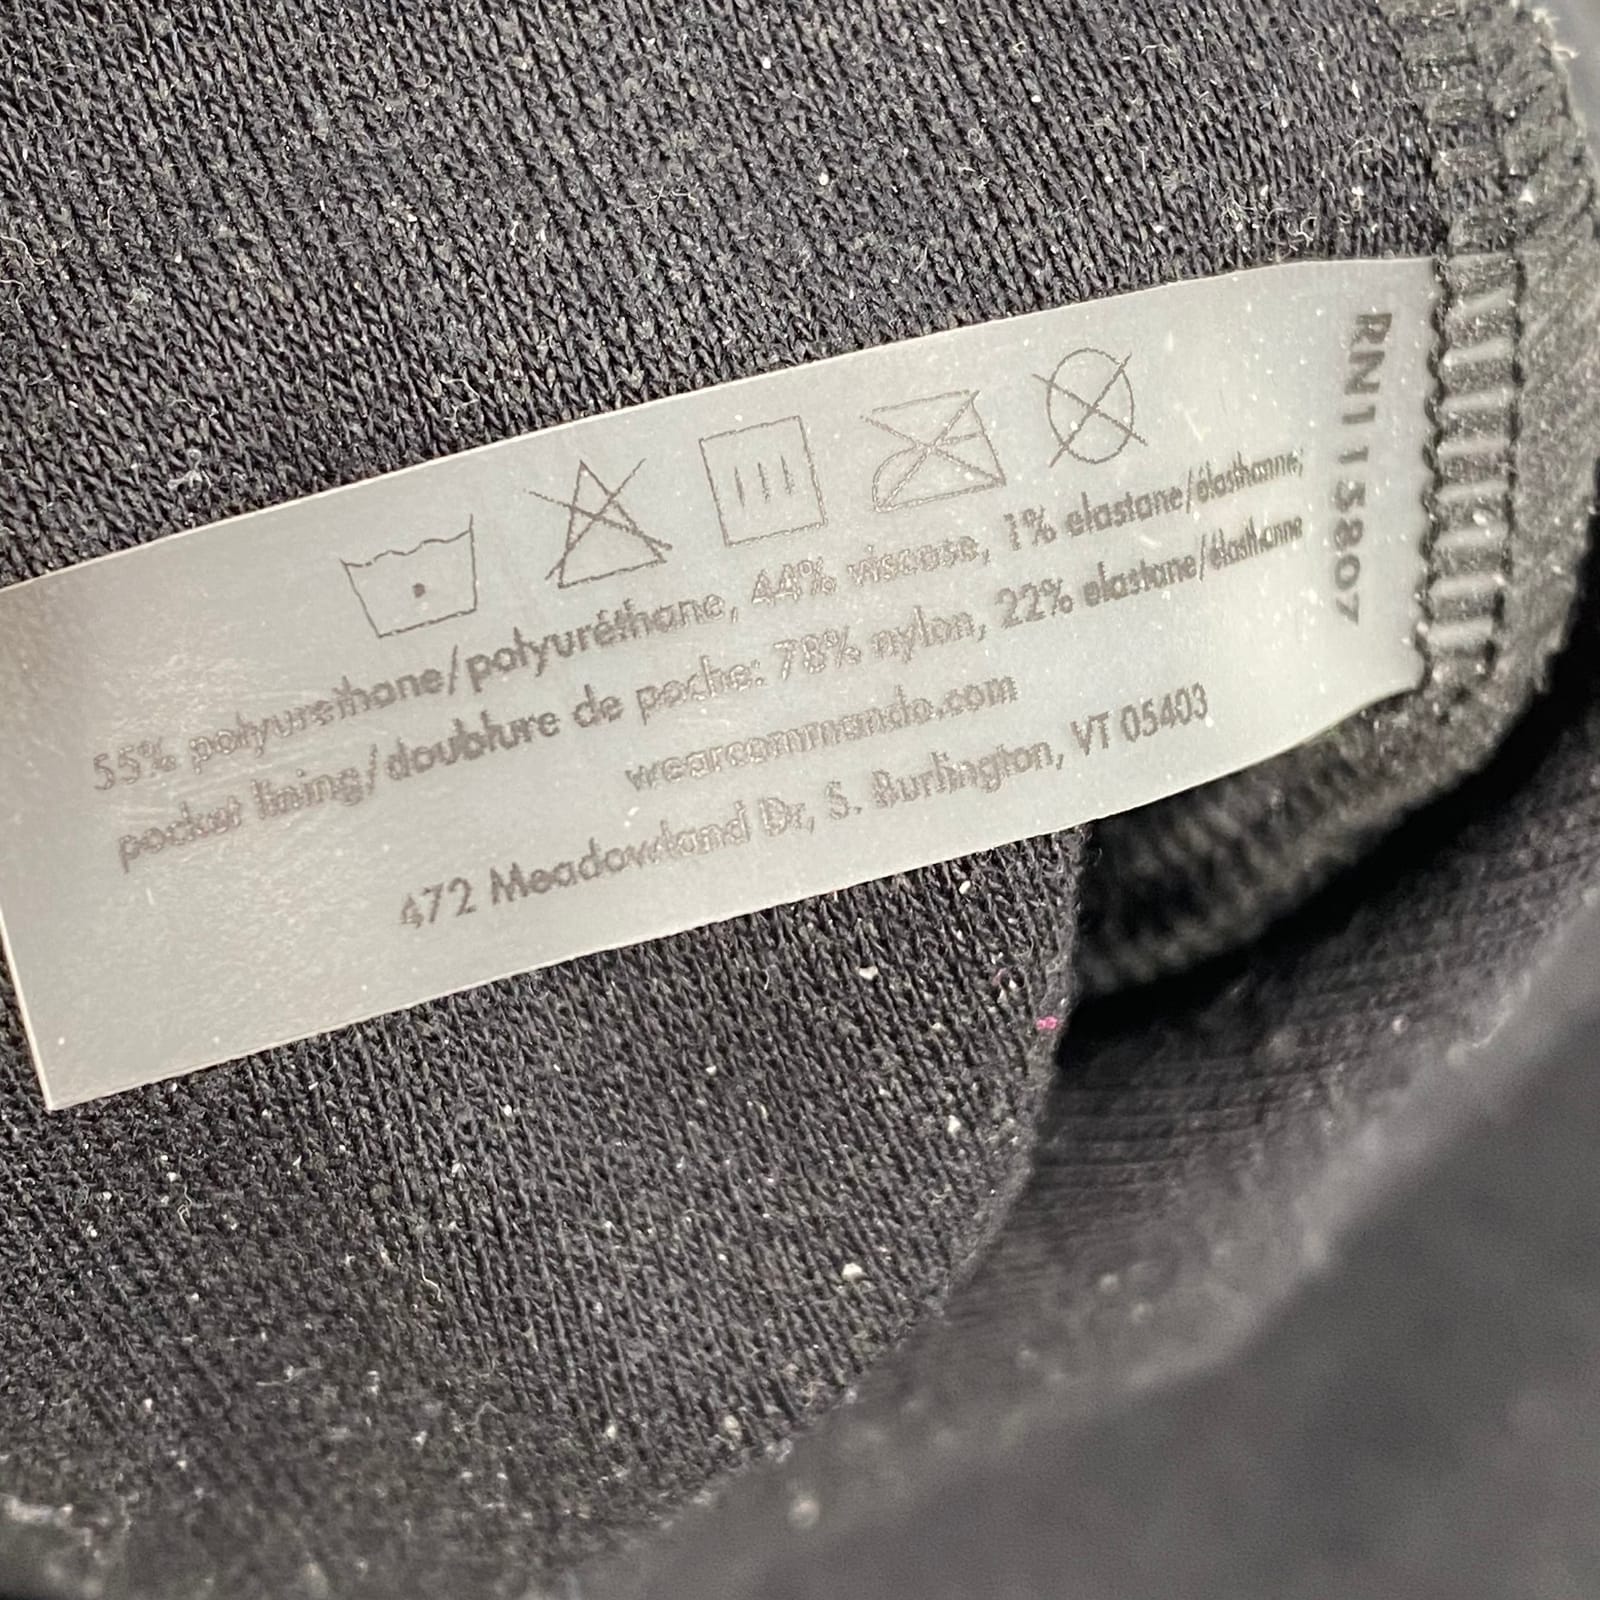 55% polyurethane/polyuréthane, 44% viscose, 1% elastane/élasthanne;
pocket lining/doublure de poche: 78% nylon, 22% elastane/élasthanne
wearcommando.com
472 Meadowland Dr, S. Burlington, VT 05403
RN115807